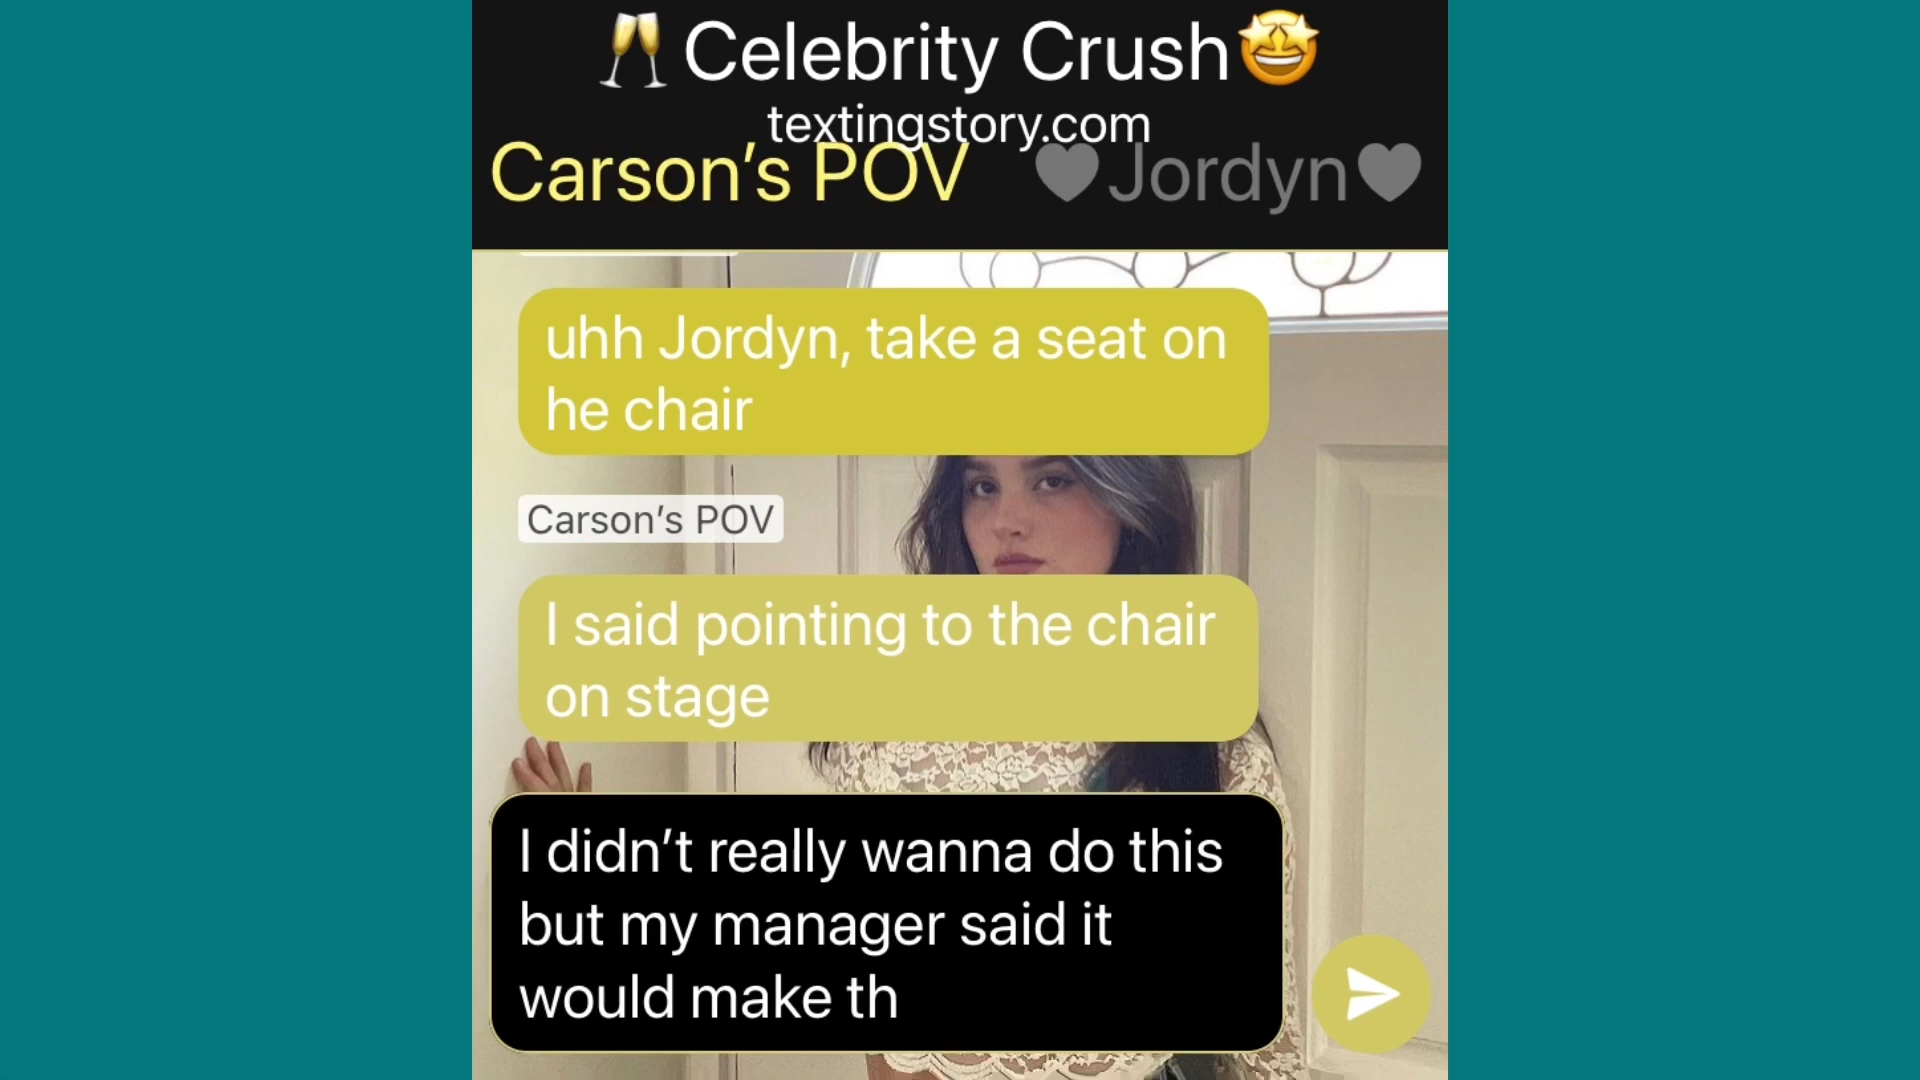 🥂Celebrity Crush🤩
textingstory.com
Carson’s POV 🖤Jordyn🖤
uhh Jordyn, take a seat on
he chair
Carson’s POV
I said pointing to the chair
on stage
I didn’t really wanna do this
but my manager said it
would make th